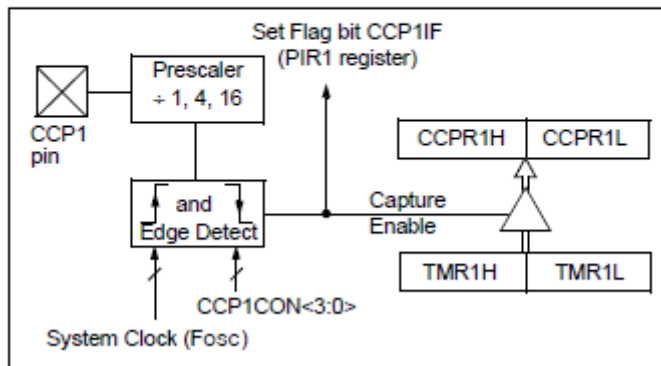 Set Flag bit CCP1IF
(PIR1 register)
Prescaler
÷ 1, 4, 16
CCP1
pin
CCPR1H
CCPR1L
and
Edge Detect
Capture
Enable
TMR1H
TMR1L
CCP1CON<3:0>
System Clock (Fosc)